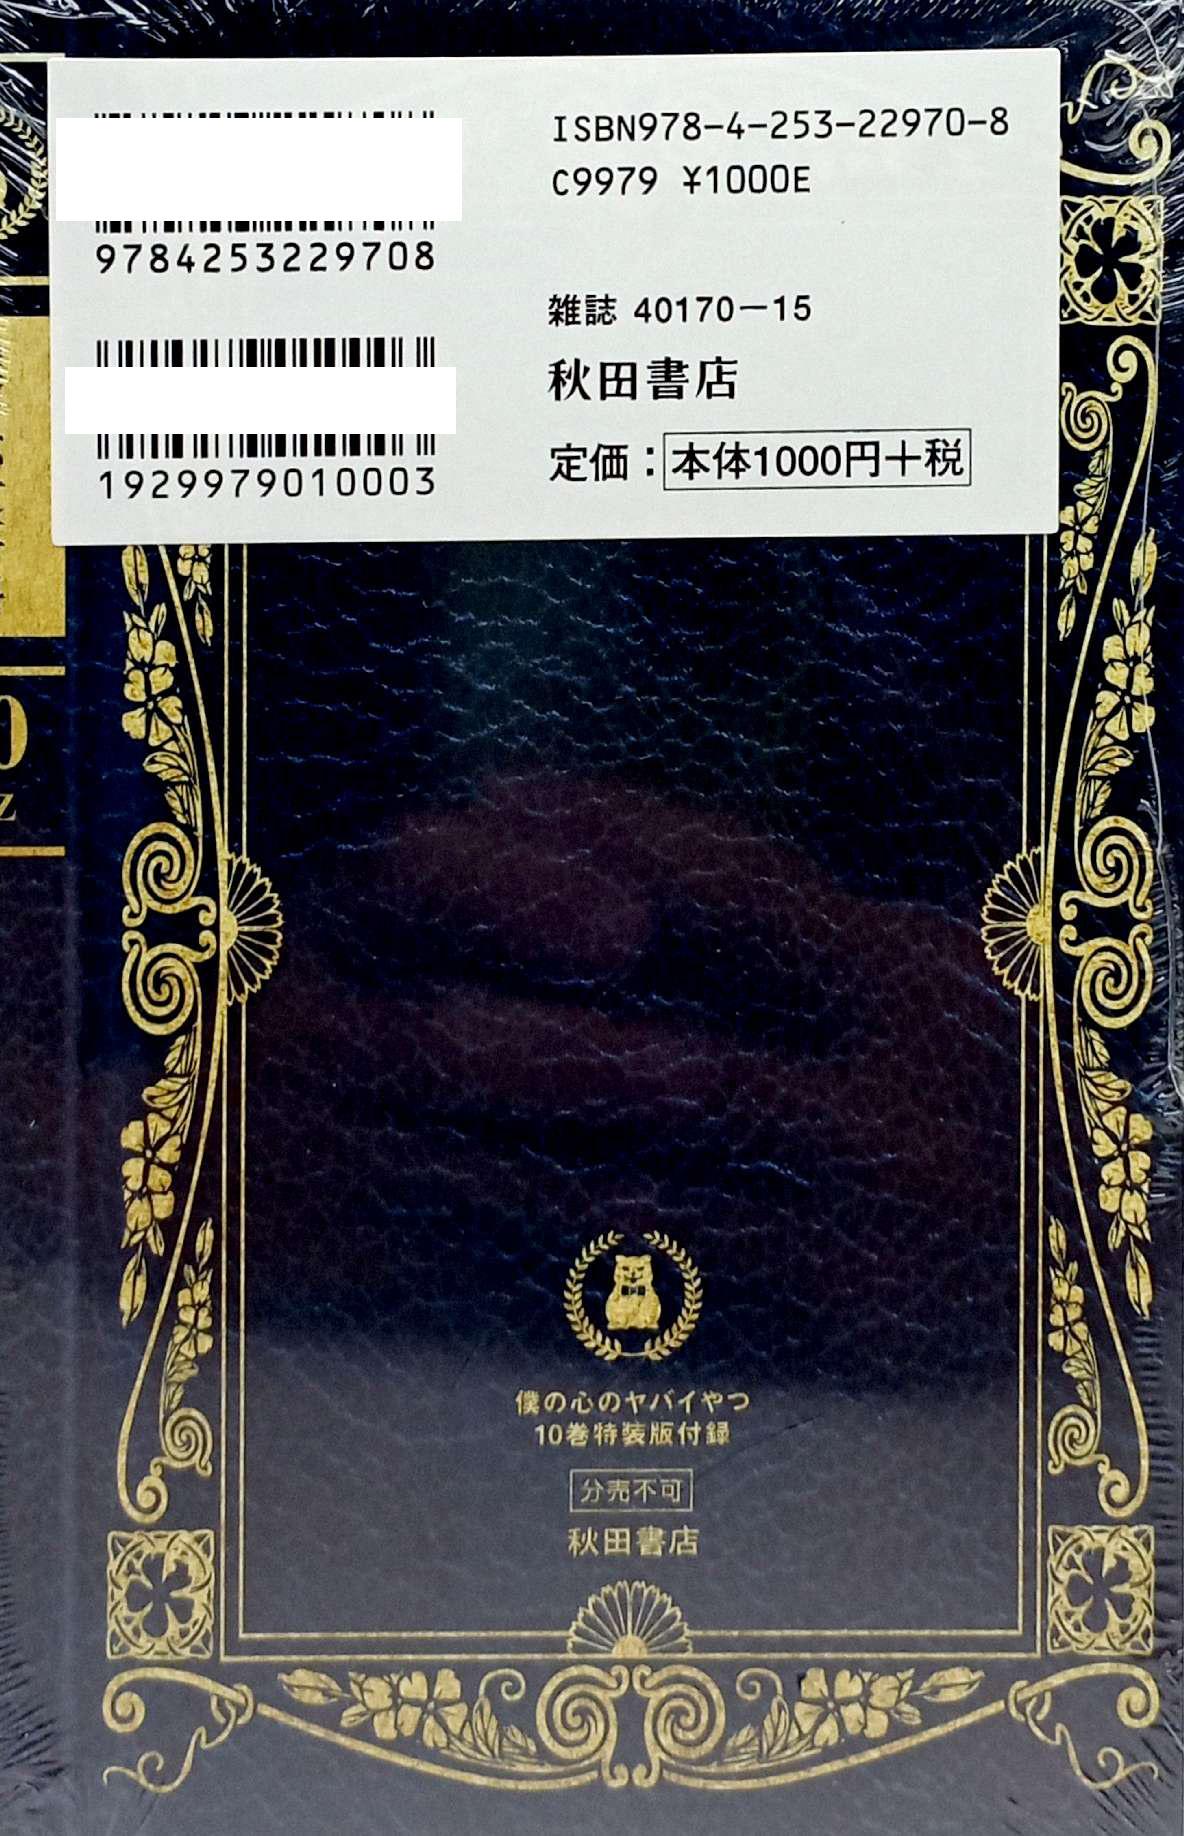 ISBN978-4-253-22970-8
C9979 ¥1000E
9784253229708
雑誌 40170-15
秋田書店
定価:本体1000円+税
1929979010003
僕の心のヤバイやつ
10巻特装版付録
分売不可
秋田書店